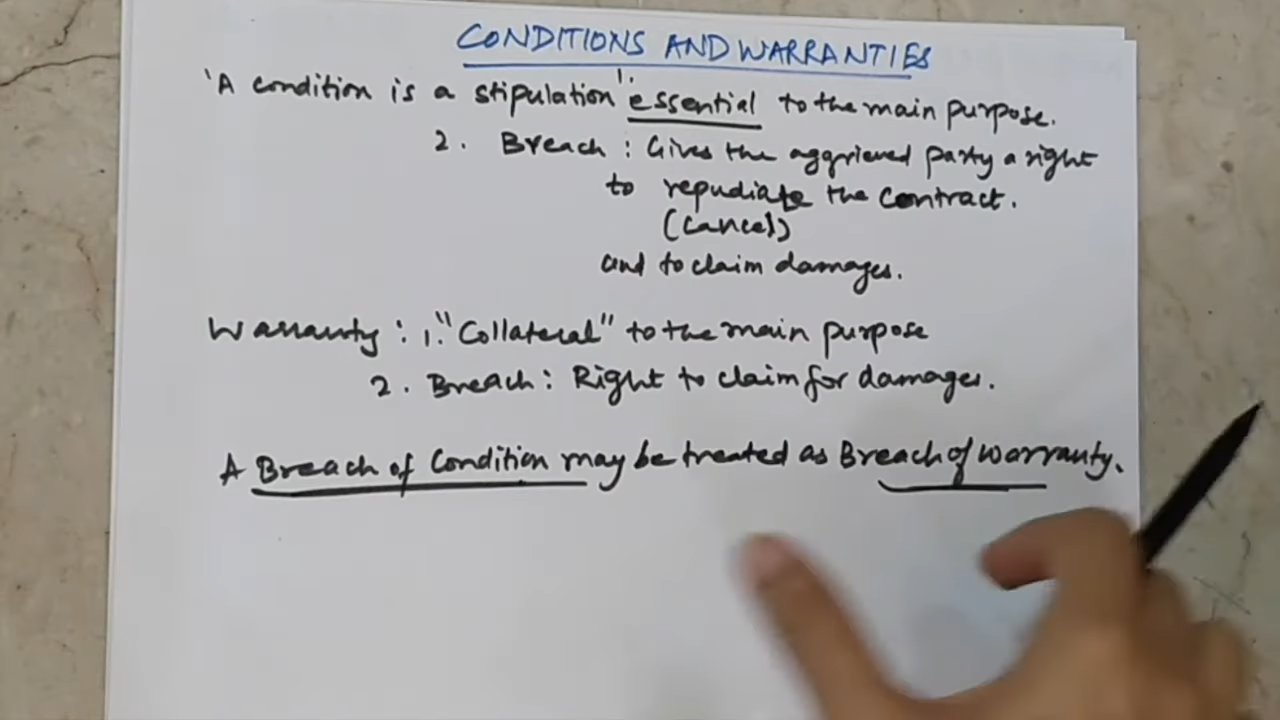 CONDITIONS AND WARRANTIES
'A condition is a stipulation' 1. essential to the main purpose.
2. Breach : Gives the aggrieved party a right
to repudiate the contract.
(Cancel)
and to claim damages.
Warranty : 1. "Collateral" to the main purpose
2. Breach : Right to claim for damages.
A Breach of Condition may be treated as Breach of warranty.